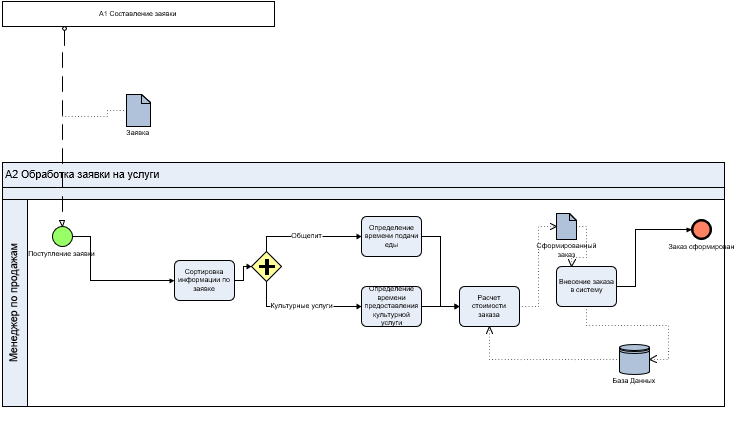 А1 Составление заявки
Заявка
А2 Обработка заявки на услуги
Менеджер по продажам
Поступление заявки
Сортировка
информации по
заявке
Общепит
Культурные услуги
Определение
времени подачи
еды
Определение
времени
предоставления
культурной
услуги
Расчет
стоимости
заказа
Сформированный
заказ
Внесение заказа
в систему
База Данных
Заказ сформирован